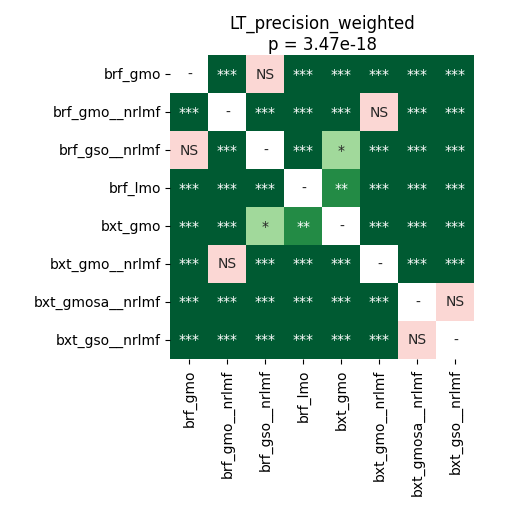 LT_precision_weighted
p = 3.47e-18
brf_gmo - *** NS *** *** *** *** ***
brf_gmo__nrlmf *** - *** *** *** NS *** ***
brf_gso__nrlmf NS *** - *** * *** *** ***
brf_lmo *** *** *** - ** *** *** ***
bxt_gmo *** *** * ** - *** *** ***
bxt_gmo__nrlmf *** NS *** *** *** - *** ***
bxt_gmosa__nrlmf *** *** *** *** *** *** - NS
bxt_gso__nrlmf *** *** *** *** *** *** NS -
brf_gmo
brf_gmo__nrlmf
brf_gso__nrlmf
brf_lmo
bxt_gmo
bxt_gmo__nrlmf
bxt_gmosa__nrlmf
bxt_gso__nrlmf